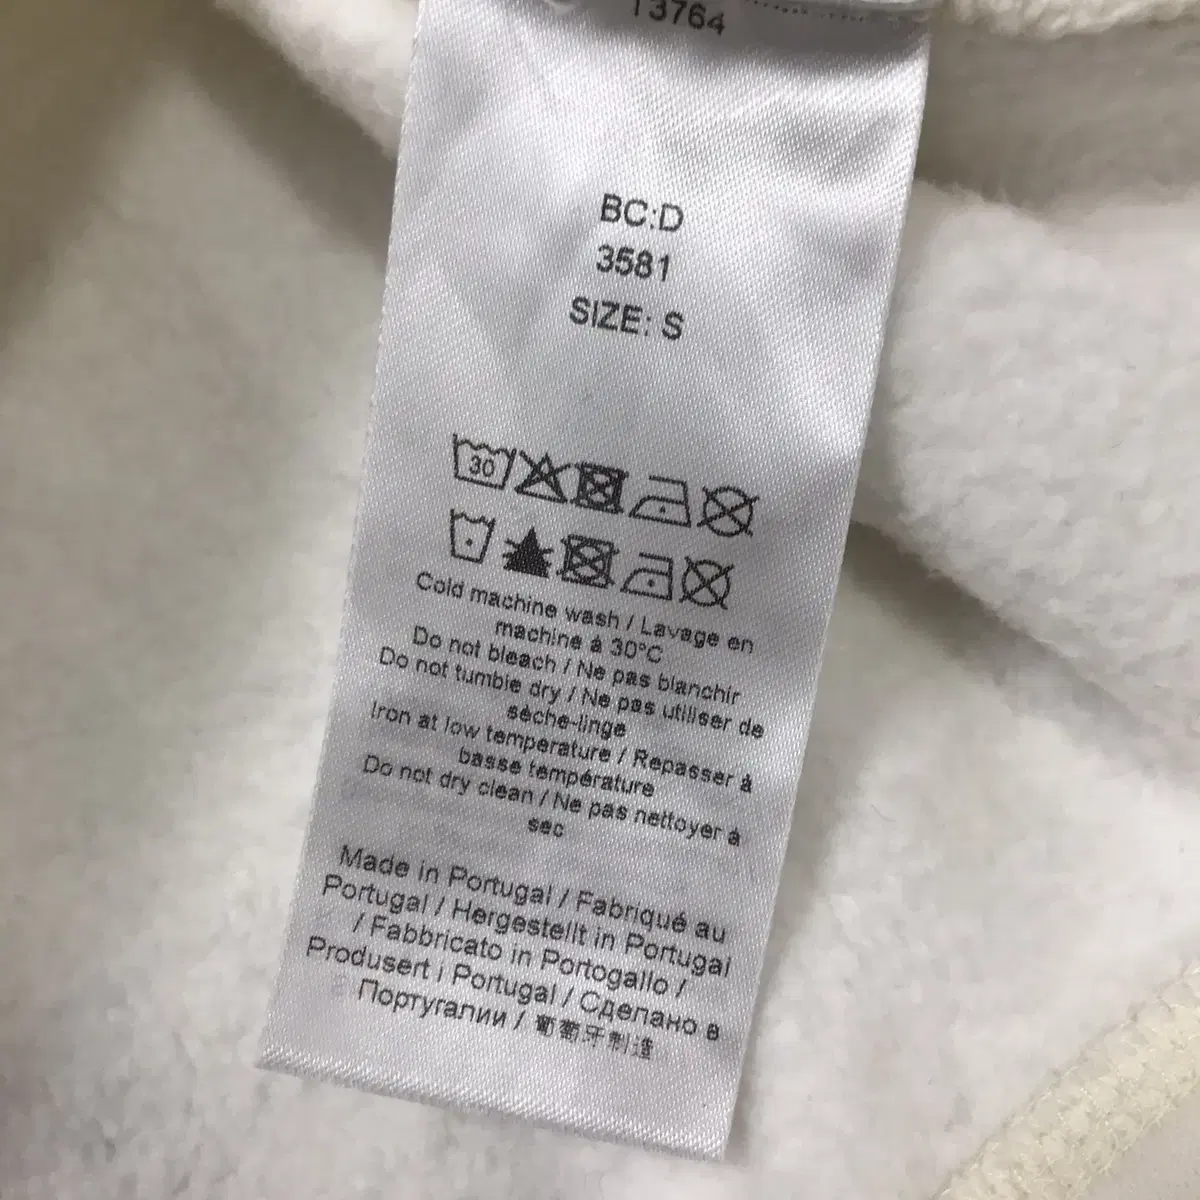 13764
BC:D
3581
SIZE: S
30
Cold machine wash / Lavage en
machine à 30°C
Do not bleach / Ne pas blanchir
Do not tumble dry / Ne pas utiliser de
sèche-linge
Iron at low temperature / Repasser à
basse température
Do not dry clean / Ne pas nettoyer à
sec
Made in Portugal / Fabriqué au
Portugal / Hergestellt in Portugal
/ Fabbricato in Portogallo /
Produsert i Portugal / Сделано в
Португалии / 葡萄牙制造